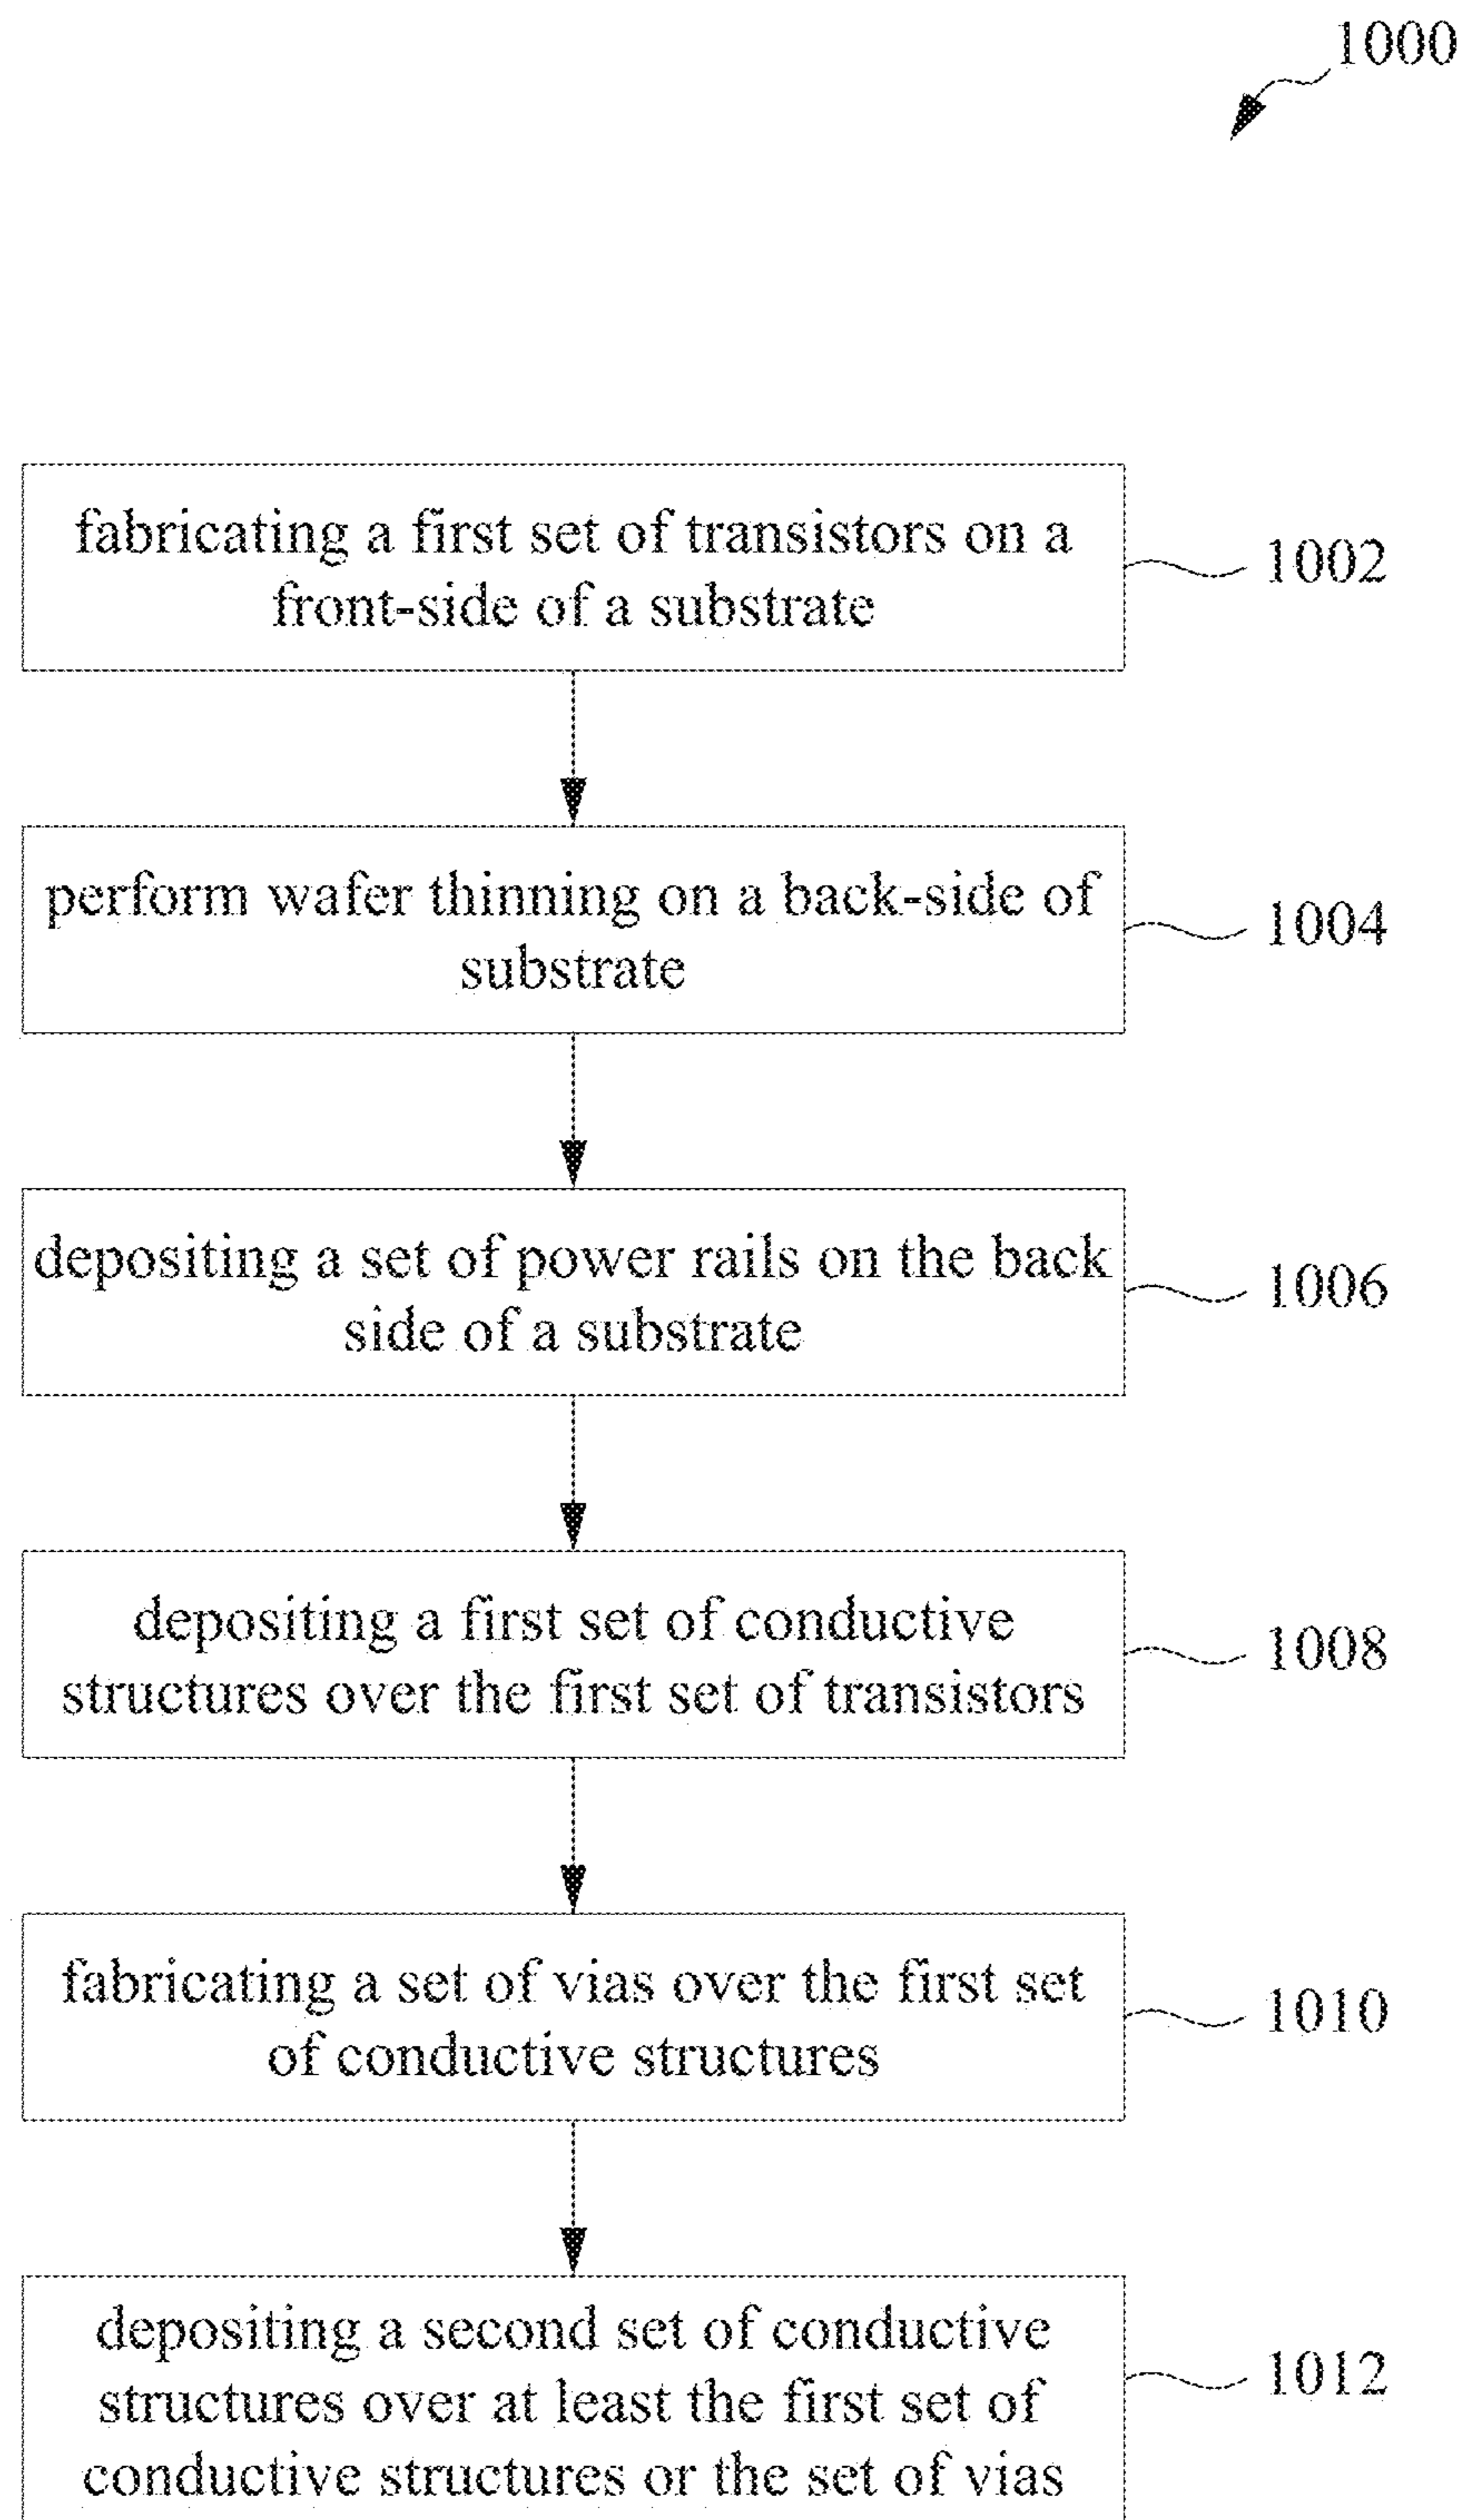 1000
fabricating a first set of transistors on a
front-side of a substrate
1002
perform wafer thinning on a back-side of
substrate
1004
depositing a set of power rails on the back
side of a substrate
1006
depositing a first set of conductive
structures over the first set of transistors
1008
fabricating a set of vias over the first set
of conductive structures
1010
depositing a second set of conductive
structures over at least the first set of
conductive structures or the set of vias
1012